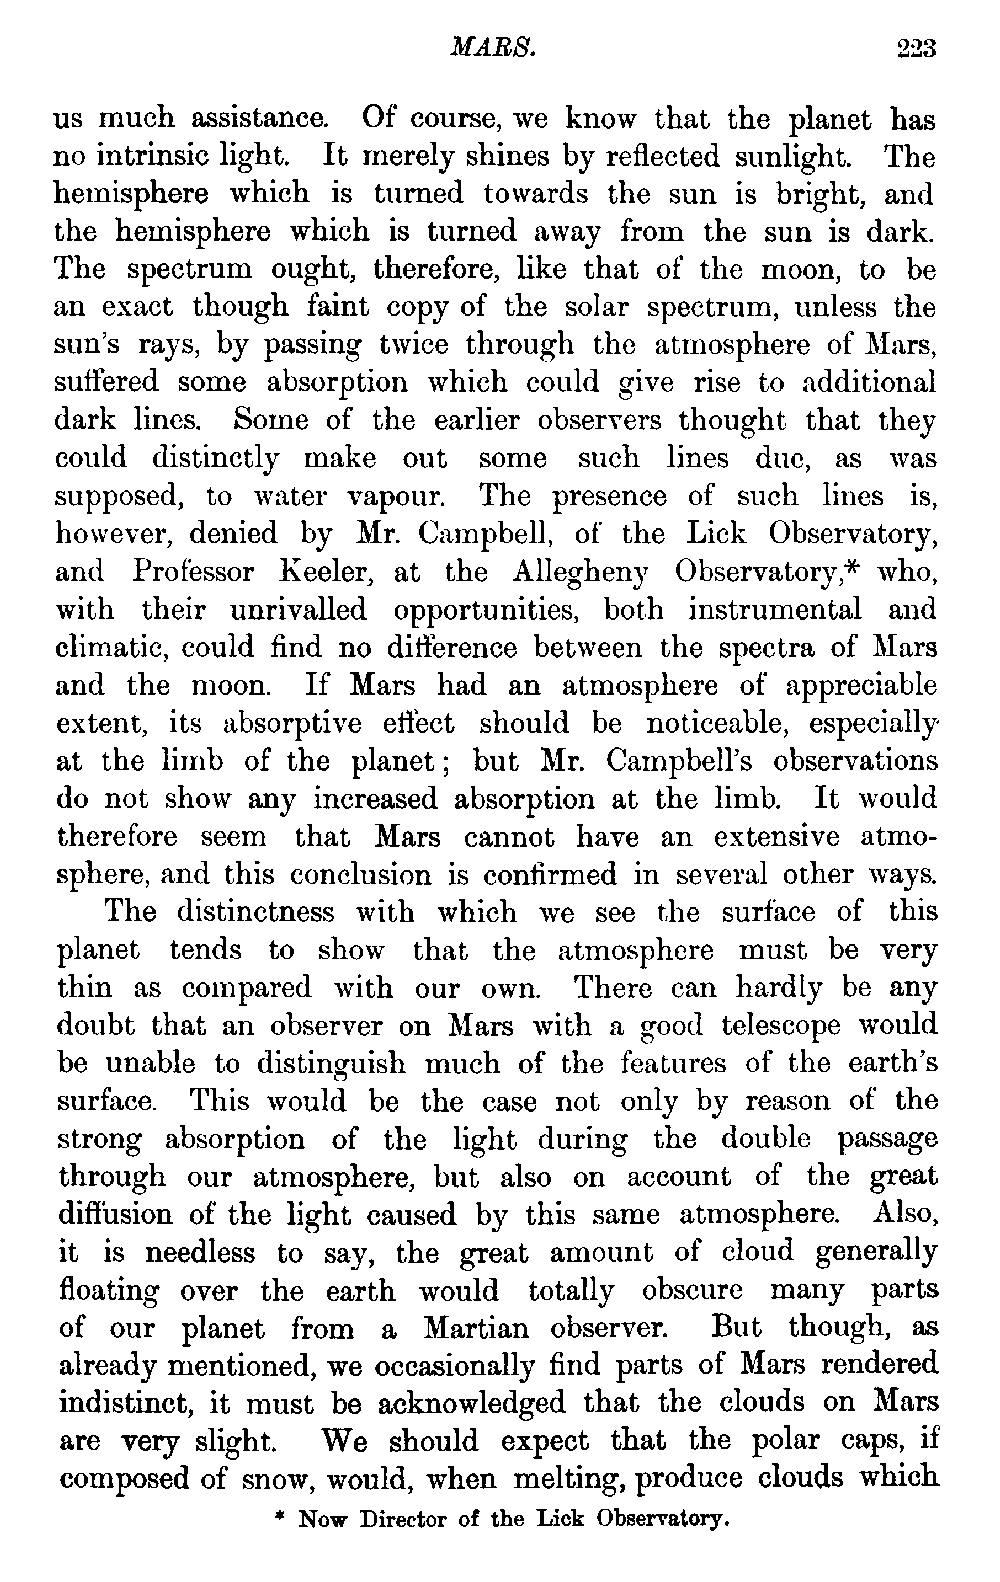 MARS. 223
us much assistance. Of course, we know that the planet has
no intrinsic light. It merely shines by reflected sunlight. The
hemisphere which is turned towards the sun is bright, and
the hemisphere which is turned away from the sun is dark.
The spectrum ought, therefore, like that of the moon, to be
an exact though faint copy of the solar spectrum, unless the
sun's rays, by passing twice through the atmosphere of Mars,
suffered some absorption which could give rise to additional
dark lines. Some of the earlier observers thought that they
could distinctly make out some such lines due, as was
supposed, to water vapour. The presence of such lines is,
however, denied by Mr. Campbell, of the Lick Observatory,
and Professor Keeler, at the Allegheny Observatory,* who,
with their unrivalled opportunities, both instrumental and
climatic, could find no difference between the spectra of Mars
and the moon. If Mars had an atmosphere of appreciable
extent, its absorptive effect should be noticeable, especially
at the limb of the planet; but Mr. Campbell's observations
do not show any increased absorption at the limb. It would
therefore seem that Mars cannot have an extensive atmo-
sphere, and this conclusion is confirmed in several other ways.
The distinctness with which we see the surface of this
planet tends to show that the atmosphere must be very
thin as compared with our own. There can hardly be any
doubt that an observer on Mars with a good telescope would
be unable to distinguish much of the features of the earth's
surface. This would be the case not only by reason of the
strong absorption of the light during the double passage
through our atmosphere, but also on account of the great
diffusion of the light caused by this same atmosphere. Also,
it is needless to say, the great amount of cloud generally
floating over the earth would totally obscure many parts
of our planet from a Martian observer. But though, as
already mentioned, we occasionally find parts of Mars rendered
indistinct, it must be acknowledged that the clouds on Mars
are very slight. We should expect that the polar caps, if
composed of snow, would, when melting, produce clouds which
* Now Director of the Lick Observatory.